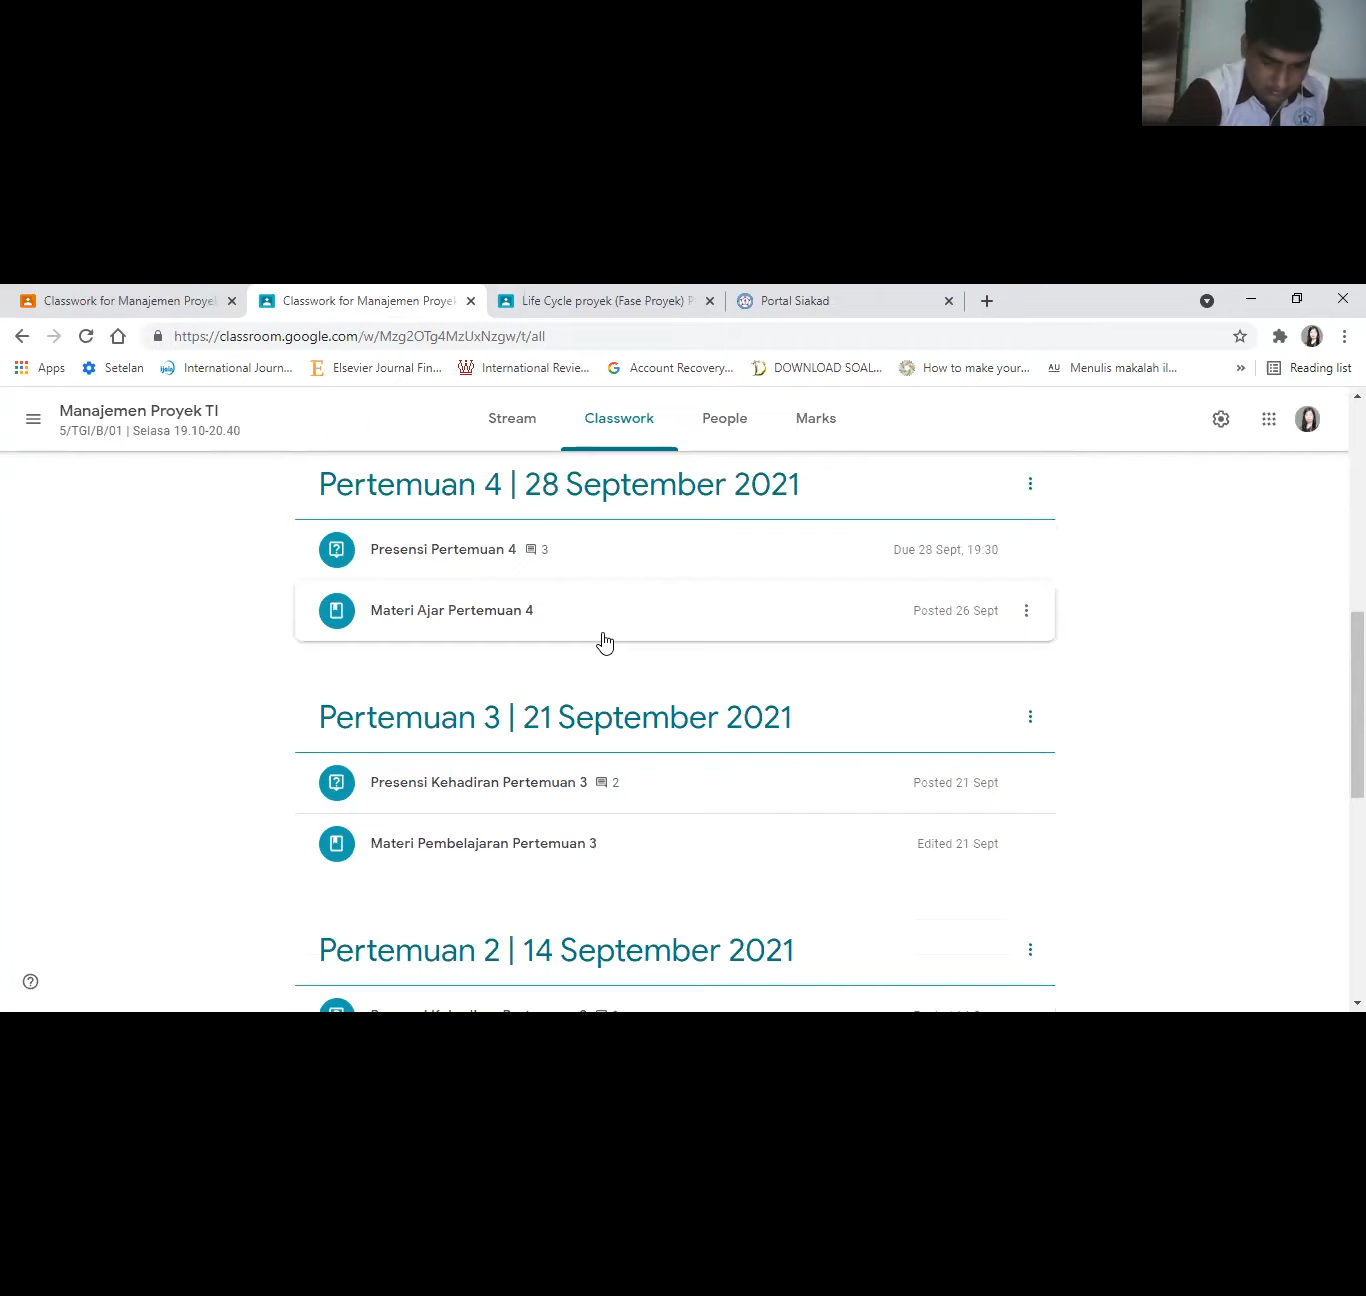 Classwork for Manajemen Proye
Classwork for Manajemen Proye
Life Cycle proyek (Fase Proyek)
Portal Siakad
https://classroom.google.com/w/Mzg2OTg4MzUxNzgw/t/all
Apps
Setelan
International Journ...
Elsevier Journal Fin...
International Revie...
Account Recovery...
DOWNLOAD SOAL...
How to make your...
AU Menulis makalah il...
»
Reading list
Manajemen Proyek TI
5/TGI/B/01 | Selasa 19.10-20.40
Stream
Classwork
People
Marks
Pertemuan 4 | 28 September 2021
Presensi Pertemuan 4 3
Due 28 Sept, 19:30
Materi Ajar Pertemuan 4
Posted 26 Sept
Pertemuan 3 | 21 September 2021
Presensi Kehadiran Pertemuan 3 2
Posted 21 Sept
Materi Pembelajaran Pertemuan 3
Edited 21 Sept
Pertemuan 2 | 14 September 2021